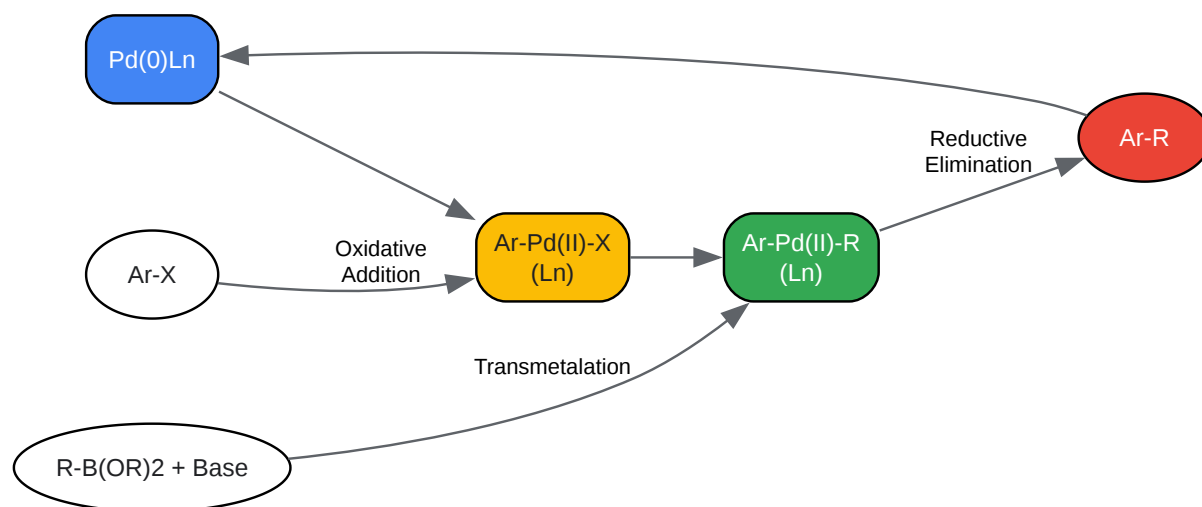 Pd(0)Ln
Ar-R
Reductive
Elimination
Ar-X
Oxidative
Addition
Ar-Pd(II)-X
(Ln)
Ar-Pd(II)-R
(Ln)
Transmetalation
R-B(OR)2 + Base